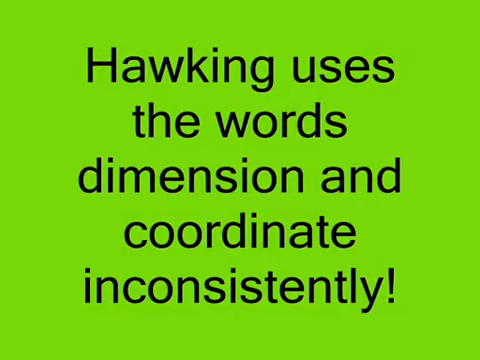 Hawking uses
the words
dimension and
coordinate
inconsistently!